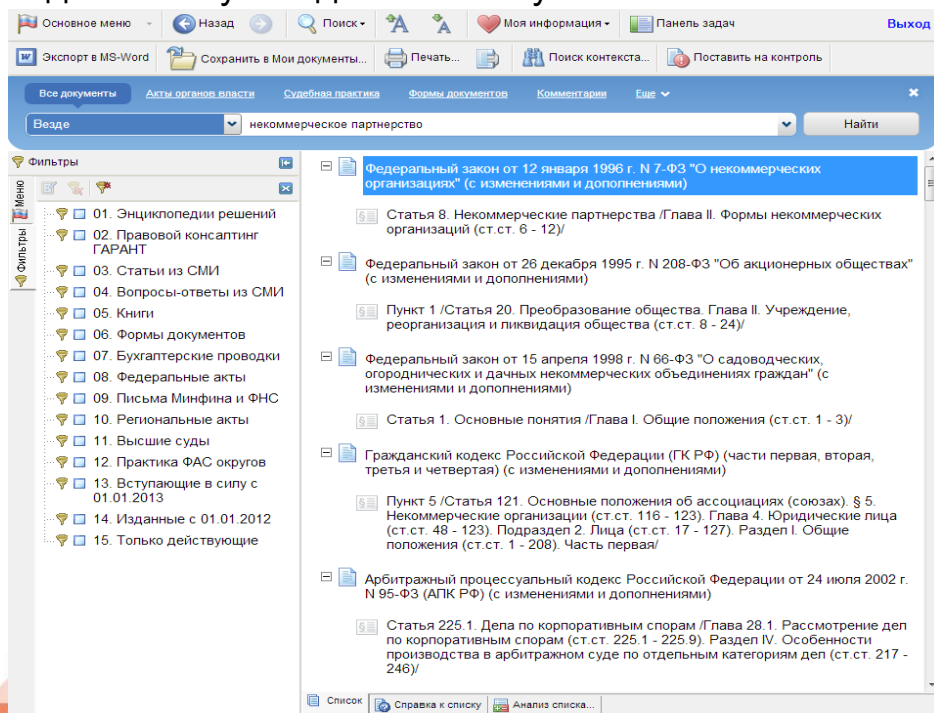 Основное меню Назад Поиск Моя информация Панель задач Выход
Экспорт в MS-Word Сохранить в Мои документы... Печать... Поиск контекста... Поставить на контроль
Все документы Акты органов власти Судебная практика Формы документов Комментарии Еще
Везде некоммерческое партнерство Найти
Фильтры
Меню
Фильтры
01. Энциклопедии решений
02. Правовой консалтинг
ГАРАНТ
03. Статьи из СМИ
04. Вопросы-ответы из СМИ
05. Книги
06. Формы документов
07. Бухгалтерские проводки
08. Федеральные акты
09. Письма Минфина и ФНС
10. Региональные акты
11. Высшие суды
12. Практика ФАС округов
13. Вступающие в силу с
01.01.2013
14. Изданные с 01.01.2012
15. Только действующие
Федеральный закон от 12 января 1996 г. N 7-ФЗ "О некоммерческих
организациях" (с изменениями и дополнениями)
Статья 8. Некоммерческие партнерства /Глава II. Формы некоммерческих
организаций (ст.ст. 6 - 12)/
Федеральный закон от 26 декабря 1995 г. N 208-ФЗ "Об акционерных обществах"
(с изменениями и дополнениями)
Пункт 1 /Статья 20. Преобразование общества. Глава II. Учреждение,
реорганизация и ликвидация общества (ст.ст. 8 - 24)/
Федеральный закон от 15 апреля 1998 г. N 66-ФЗ "О садоводческих,
огороднических и дачных некоммерческих объединениях граждан" (с
изменениями и дополнениями)
Статья 1. Основные понятия /Глава I. Общие положения (ст.ст. 1 - 3)/
Гражданский кодекс Российской Федерации (ГК РФ) (части первая, вторая,
третья и четвертая) (с изменениями и дополнениями)
Пункт 5 /Статья 121. Основные положения об ассоциациях (союзах). § 5.
Некоммерческие организации (ст.ст. 116 - 123). Глава 4. Юридические лица
(ст.ст. 48 - 123). Подраздел 2. Лица (ст.ст. 17 - 127). Раздел I. Общие
положения (ст.ст. 1 - 208). Часть первая/
Арбитражный процессуальный кодекс Российской Федерации от 24 июля 2002 г.
N 95-ФЗ (АПК РФ) (с изменениями и дополнениями)
Статья 225.1. Дела по корпоративным спорам /Глава 28.1. Рассмотрение дел
по корпоративным спорам (ст.ст. 225.1 - 225.9). Раздел IV. Особенности
производства в арбитражном суде по отдельным категориям дел (ст.ст. 217 -
246)/
Список Справка к списку Анализ списка...